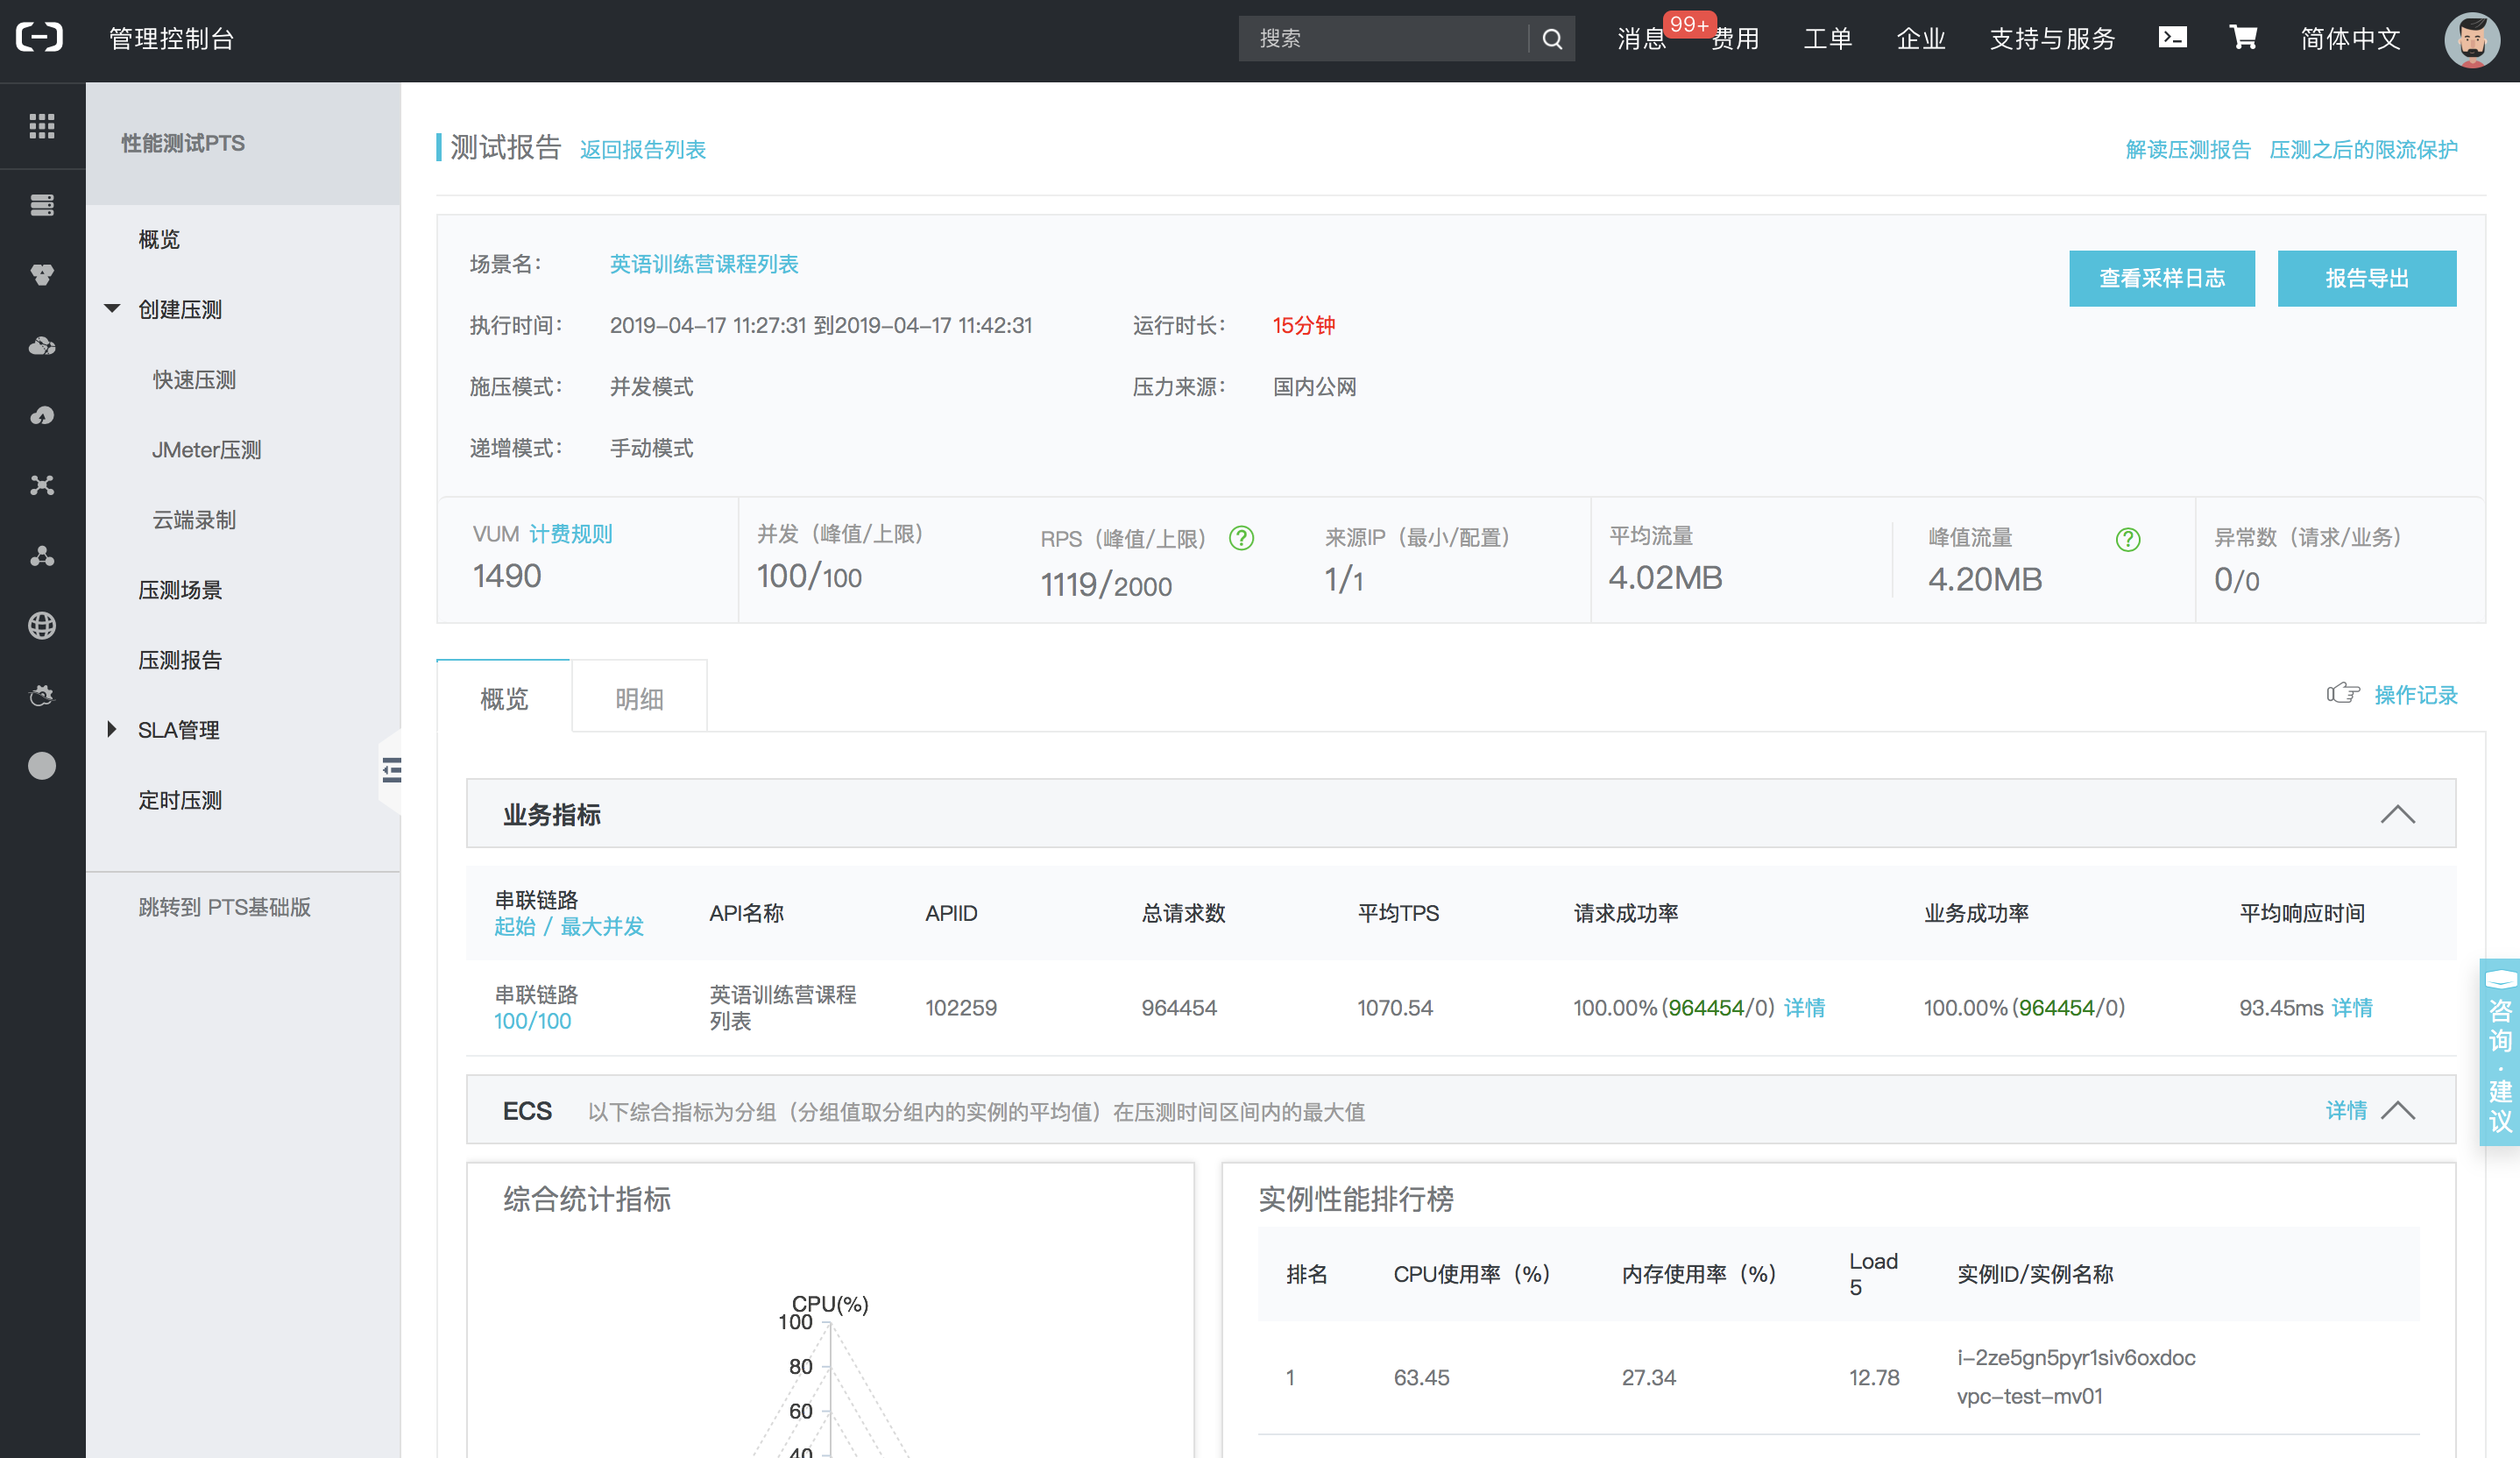 管理控制台
搜索
消息
99+
费用
工单
企业
支持与服务
简体中文
性能测试PTS
概览
创建压测
快速压测
JMeter压测
云端录制
压测场景
压测报告
SLA管理
定时压测
跳转到 PTS基础版
测试报告 返回报告列表
解读压测报告 压测之后的限流保护
场景名： 英语训练营课程列表
查看采样日志 报告导出
执行时间： 2019-04-17 11:27:31 到2019-04-17 11:42:31 运行时长： 15分钟
施压模式： 并发模式 压力来源： 国内公网
递增模式： 手动模式
VUM 计费规则
1490
并发（峰值/上限）
100/100
RPS（峰值/上限）
1119/2000
来源IP（最小/配置）
1/1
平均流量
4.02MB
峰值流量
4.20MB
异常数（请求/业务）
0/0
概览 明细
操作记录
业务指标
串联链路
起始 / 最大并发
API名称 APIID 总请求数 平均TPS 请求成功率 业务成功率 平均响应时间
串联链路
100/100
英语训练营课程
列表
102259 964454 1070.54 100.00%(964454/0) 详情 100.00%(964454/0) 93.45ms 详情
ECS 以下综合指标为分组（分组值取分组内的实例的平均值）在压测时间区间内的最大值 详情
咨询·建议
综合统计指标
CPU(%)
100
80
60
40
实例性能排行榜
排名 CPU使用率（%） 内存使用率（%） Load
5
实例ID/实例名称
1 63.45 27.34 12.78
i-2ze5gn5pyr1siv6oxdoc
vpc-test-mv01